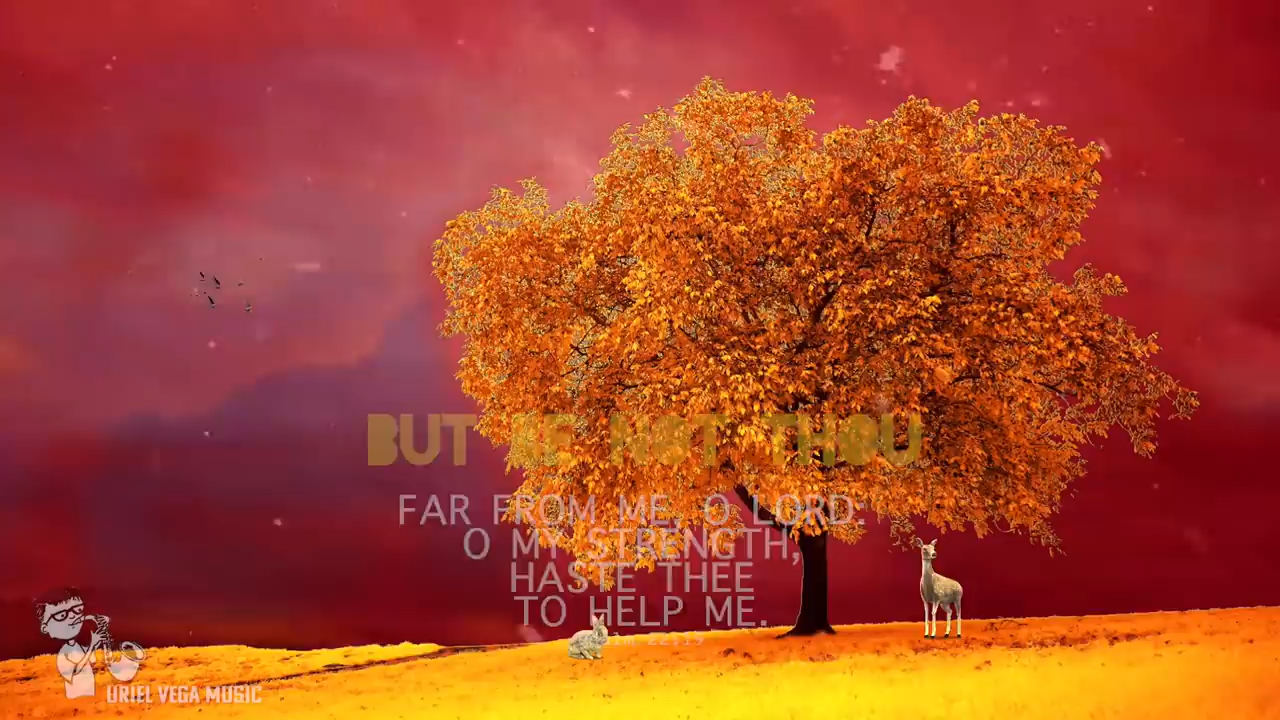 BUT BE NOT THOU
FAR FROM ME, O LORD:
O MY STRENGTH,
HASTE THEE
TO HELP ME.
URIEL VEGA MUSIC